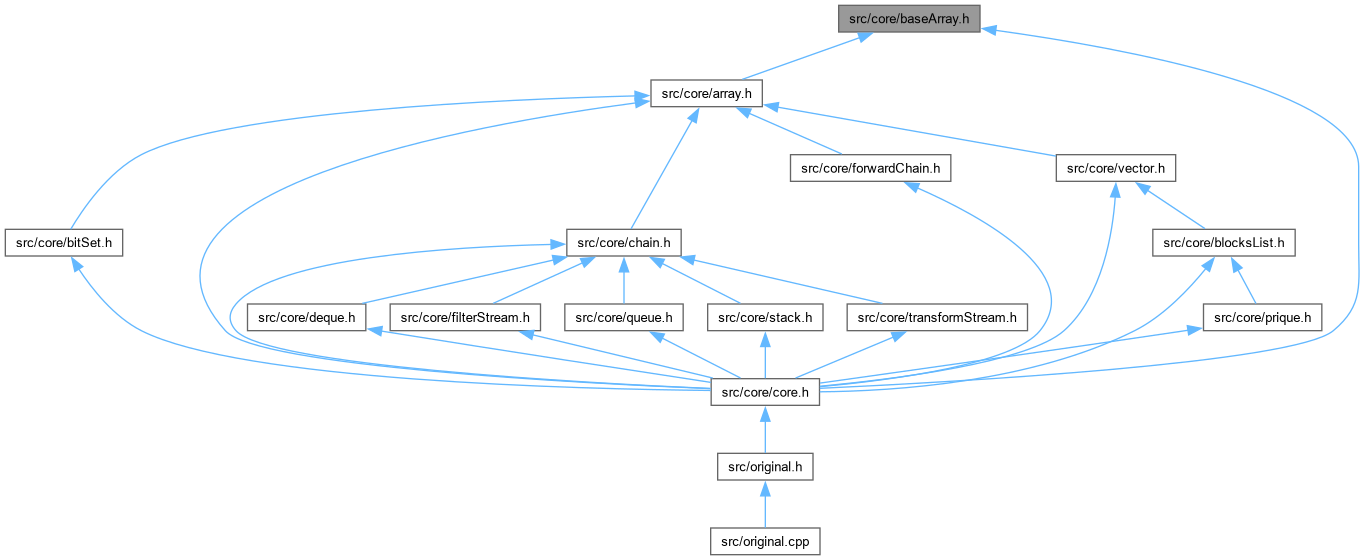 src/core/baseArray.h
src/core/array.h
src/core/forwardChain.h
src/core/vector.h
src/core/bitSet.h
src/core/chain.h
src/core/blocksList.h
src/core/deque.h
src/core/filterStream.h
src/core/queue.h
src/core/stack.h
src/core/transformStream.h
src/core/prique.h
src/core/core.h
src/original.h
src/original.cpp